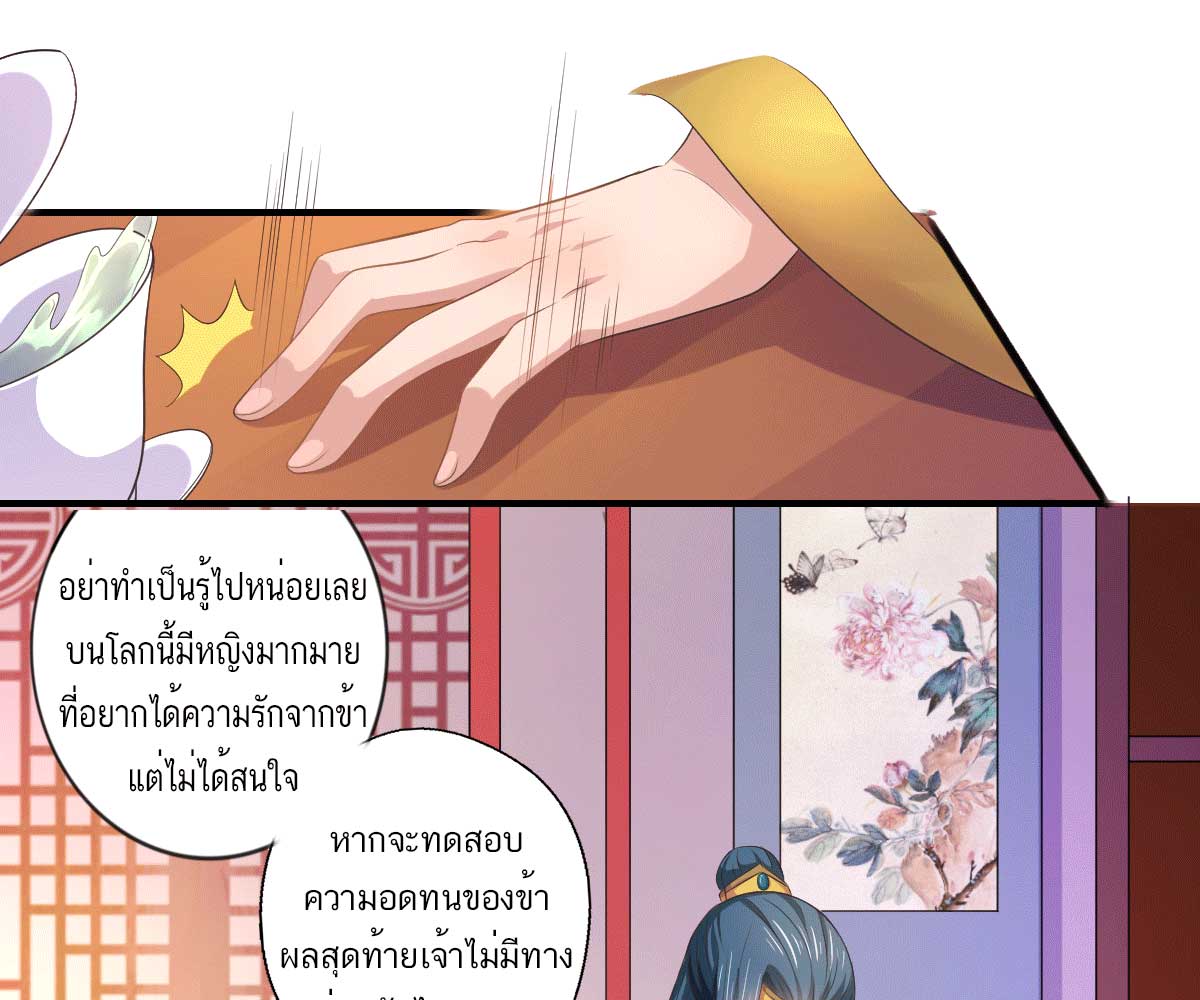 อย่าทำเป็นรู้ไปหน่อยเลย
บนโลกนี้มีหญิงมากมาย
ที่อยากได้ความรักจากข้า
แต่ไม่ได้สนใจ
หากจะทดสอบ
ความอดทนของข้า
ผลสุดท้ายเจ้าไม่มีทาง